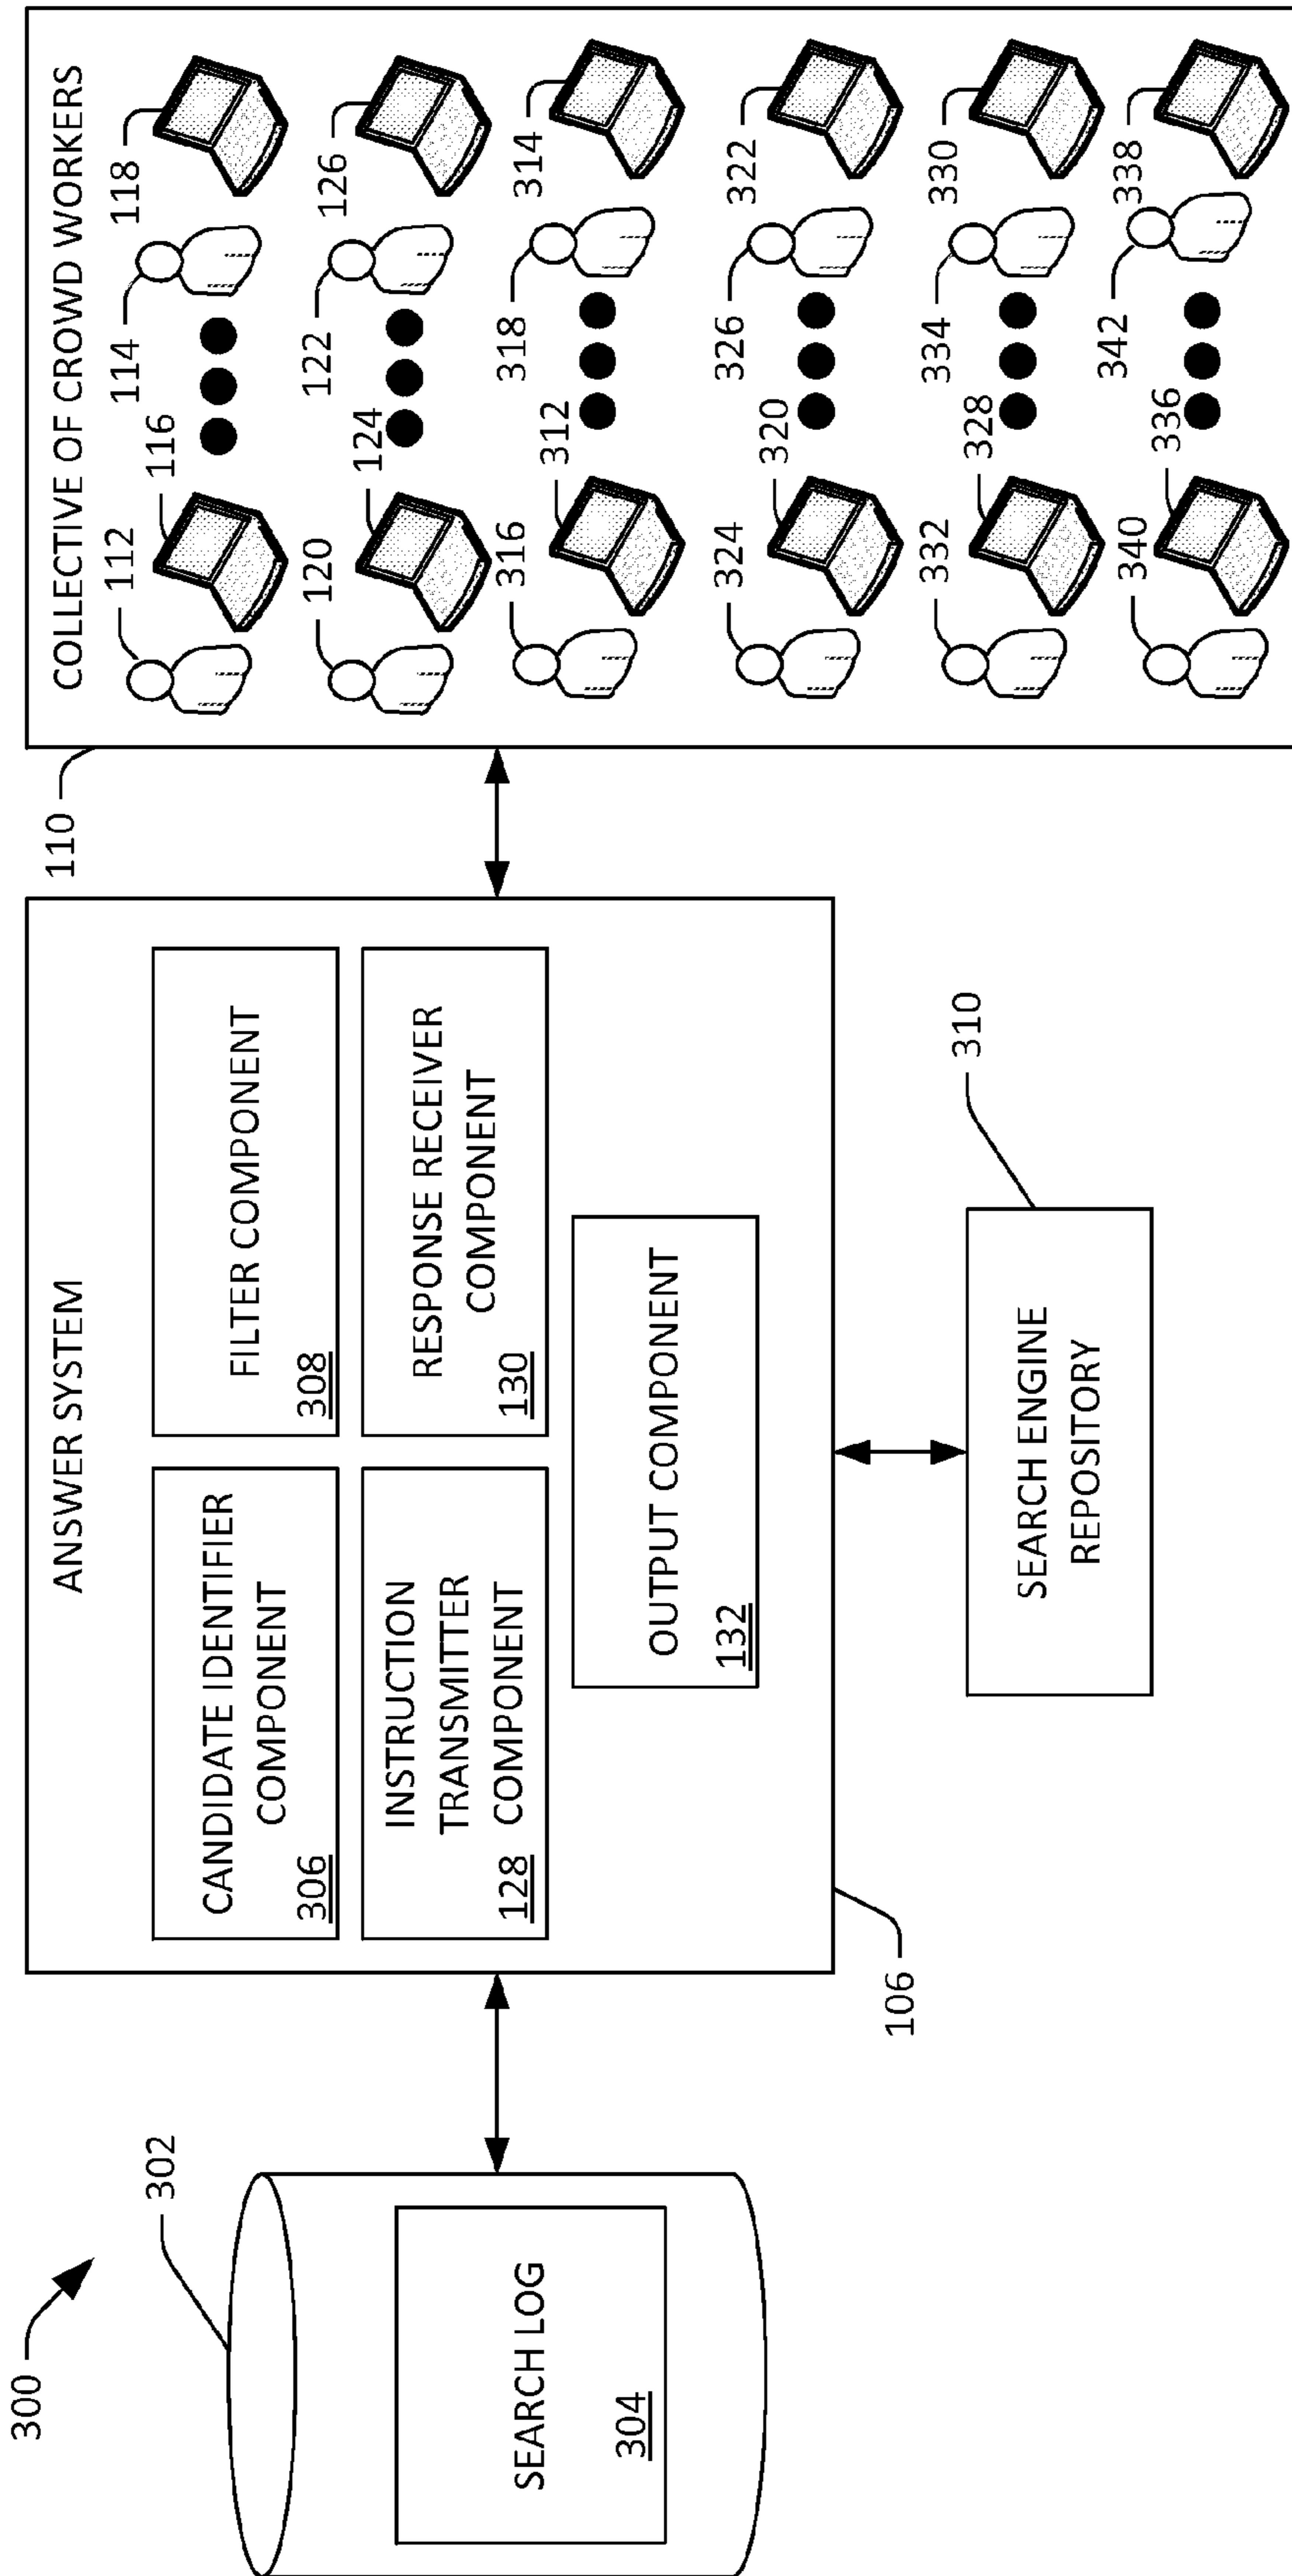 300
302
SEARCH LOG
304
ANSWER SYSTEM
CANDIDATE IDENTIFIER
COMPONENT
306
FILTER COMPONENT
308
INSTRUCTION
TRANSMITTER
COMPONENT
128
RESPONSE RECEIVER
COMPONENT
130
OUTPUT COMPONENT
132
106
SEARCH ENGINE
REPOSITORY
310
110
COLLECTIVE OF CROWD WORKERS
112
116
114
118
120
124
122
126
316
312
318
314
324
320
326
322
332
328
334
330
340
336
342
338